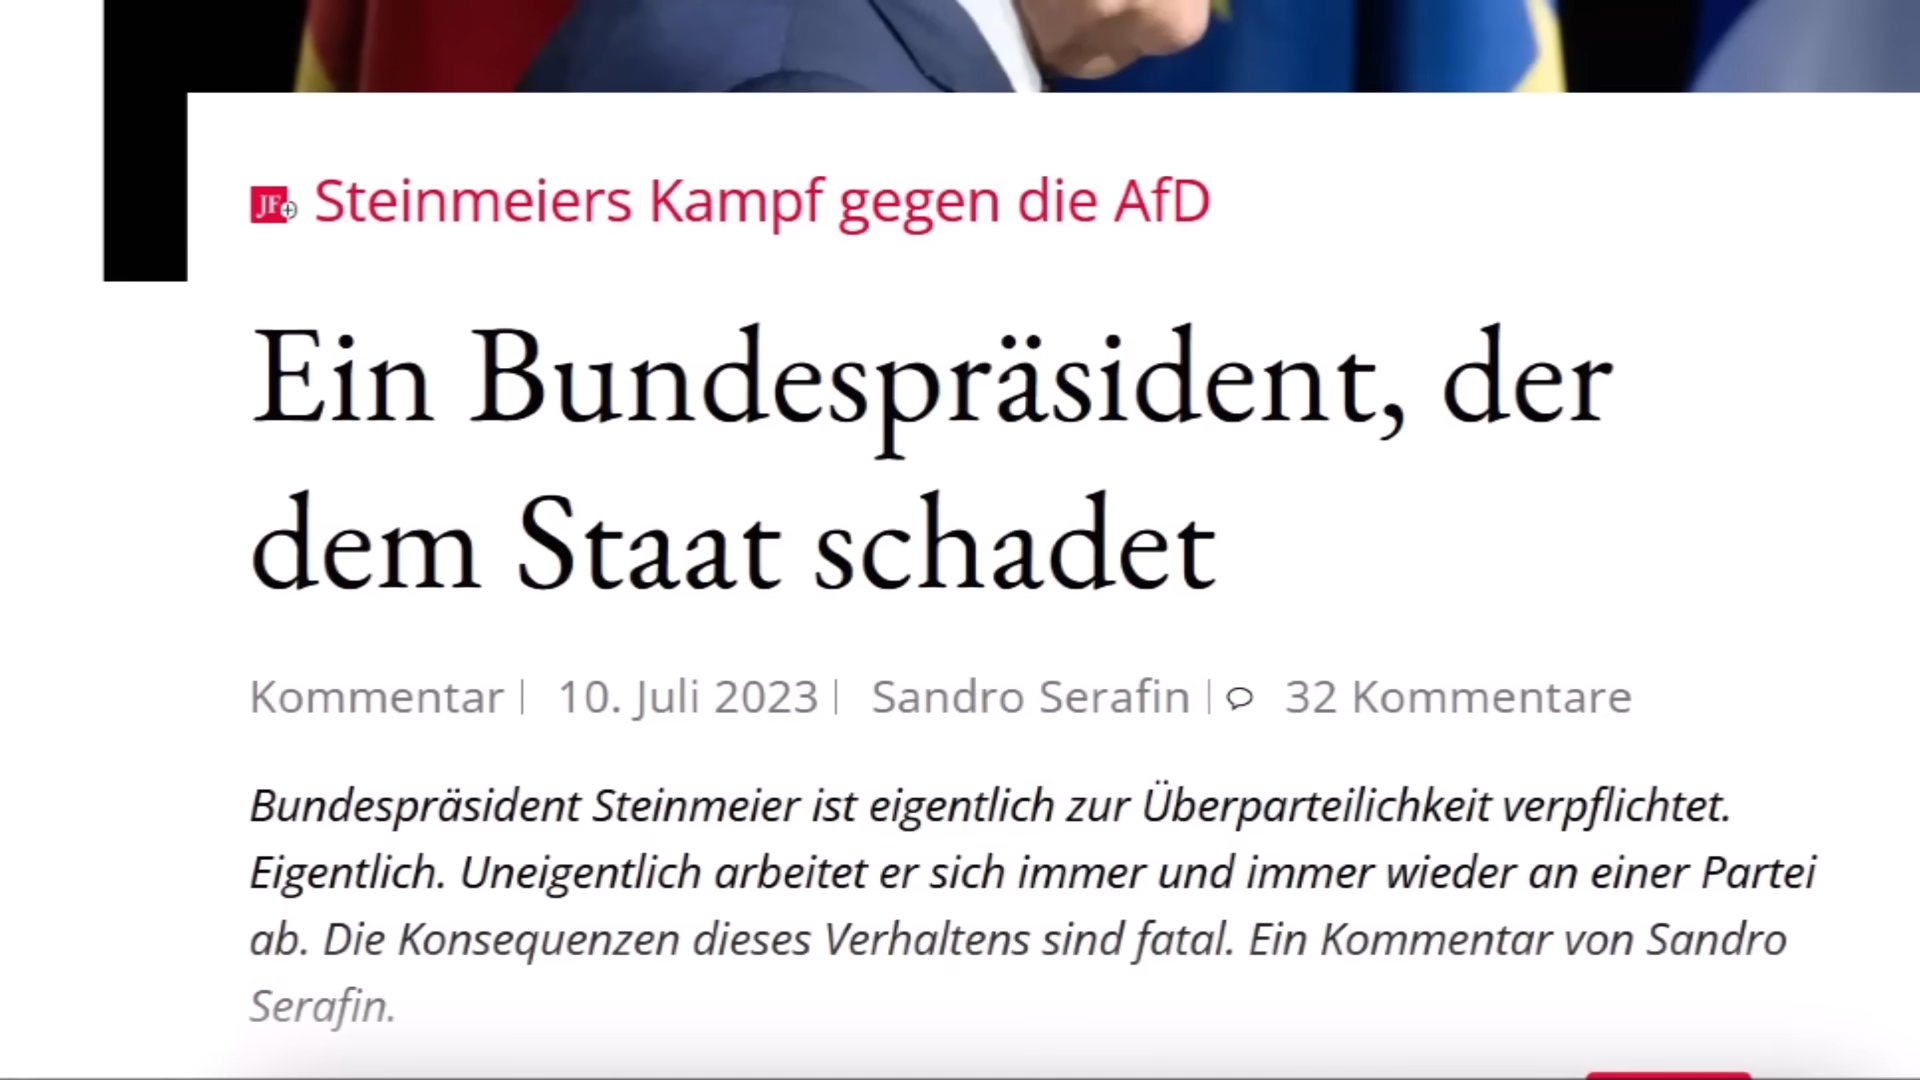 JF+ Steinmeiers Kampf gegen die AfD
Ein Bundespräsident, der
dem Staat schadet
Kommentar | 10. Juli 2023 | Sandro Serafin | 32 Kommentare
Bundespräsident Steinmeier ist eigentlich zur Überparteilichkeit verpflichtet.
Eigentlich. Uneigentlich arbeitet er sich immer und immer wieder an einer Partei
ab. Die Konsequenzen dieses Verhaltens sind fatal. Ein Kommentar von Sandro
Serafin.